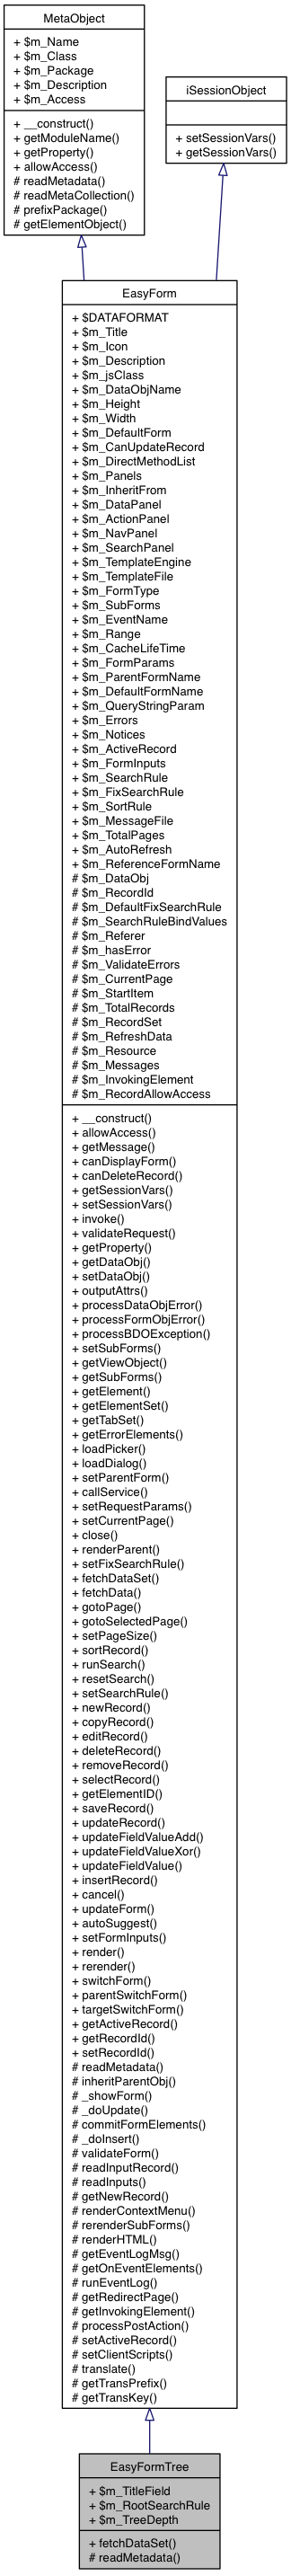 MetaObject
+ $m_Name
+ $m_Class
+ $m_Package
+ $m_Description
+ $m_Access
+ __construct()
+ getModuleName()
+ getProperty()
+ allowAccess()
# readMetadata()
# readMetaCollection()
# prefixPackage()
# getElementObject()
iSessionObject
+ setSessionVars()
+ getSessionVars()
EasyForm
+ $DATAFORMAT
+ $m_Title
+ $m_Icon
+ $m_Description
+ $m_jsClass
+ $m_DataObjName
+ $m_Height
+ $m_Width
+ $m_DefaultForm
+ $m_CanUpdateRecord
+ $m_DirectMethodList
+ $m_Panels
+ $m_InheritFrom
+ $m_DataPanel
+ $m_ActionPanel
+ $m_NavPanel
+ $m_SearchPanel
+ $m_TemplateEngine
+ $m_TemplateFile
+ $m_FormType
+ $m_SubForms
+ $m_EventName
+ $m_Range
+ $m_CacheLifeTime
+ $m_FormParams
+ $m_ParentFormName
+ $m_DefaultFormName
+ $m_QueryStringParam
+ $m_Errors
+ $m_Notices
+ $m_ActiveRecord
+ $m_FormInputs
+ $m_SearchRule
+ $m_FixSearchRule
+ $m_SortRule
+ $m_MessageFile
+ $m_TotalPages
+ $m_AutoRefresh
+ $m_ReferenceFormName
# $m_DataObj
# $m_RecordId
# $m_DefaultFixSearchRule
# $m_SearchRuleBindValues
# $m_Referer
# $m_hasError
# $m_ValidateErrors
# $m_CurrentPage
# $m_StartItem
# $m_TotalRecords
# $m_RecordSet
# $m_RefreshData
# $m_Resource
# $m_Messages
# $m_InvokingElement
# $m_RecordAllowAccess
+ __construct()
+ allowAccess()
+ getMessage()
+ canDisplayForm()
+ canDeleteRecord()
+ getSessionVars()
+ setSessionVars()
+ invoke()
+ validateRequest()
+ getProperty()
+ getDataObj()
+ setDataObj()
+ outputAttrs()
+ processDataObjError()
+ processFormObjError()
+ processBDOException()
+ setSubForms()
+ getViewObject()
+ getSubForms()
+ getElement()
+ getElementSet()
+ getTabSet()
+ getErrorElements()
+ loadPicker()
+ loadDialog()
+ setParentForm()
+ callService()
+ setRequestParams()
+ setCurrentPage()
+ close()
+ renderParent()
+ setFixSearchRule()
+ fetchDataSet()
+ fetchData()
+ gotoPage()
+ gotoSelectedPage()
+ setPageSize()
+ sortRecord()
+ runSearch()
+ resetSearch()
+ setSearchRule()
+ newRecord()
+ copyRecord()
+ editRecord()
+ deleteRecord()
+ removeRecord()
+ selectRecord()
+ getElementID()
+ saveRecord()
+ updateRecord()
+ updateFieldValueAdd()
+ updateFieldValueXor()
+ updateFieldValue()
+ insertRecord()
+ cancel()
+ updateForm()
+ autoSuggest()
+ setFormInputs()
+ render()
+ rerender()
+ switchForm()
+ parentSwitchForm()
+ targetSwitchForm()
+ getActiveRecord()
+ getRecordId()
+ setRecordId()
# readMetadata()
# inheritParentObj()
# _showForm()
# _doUpdate()
# commitFormElements()
# _doInsert()
# validateForm()
# readInputRecord()
# readInputs()
# getNewRecord()
# renderContextMenu()
# rerenderSubForms()
# renderHTML()
# getEventLogMsg()
# getOnEventElements()
# runEventLog()
# getRedirectPage()
# getInvokingElement()
# processPostAction()
# setActiveRecord()
# setClientScripts()
# translate()
# getTransPrefix()
# getTransKey()
EasyFormTree
+ $m_TitleField
+ $m_RootSearchRule
+ $m_TreeDepth
+ fetchDataSet()
# readMetadata()